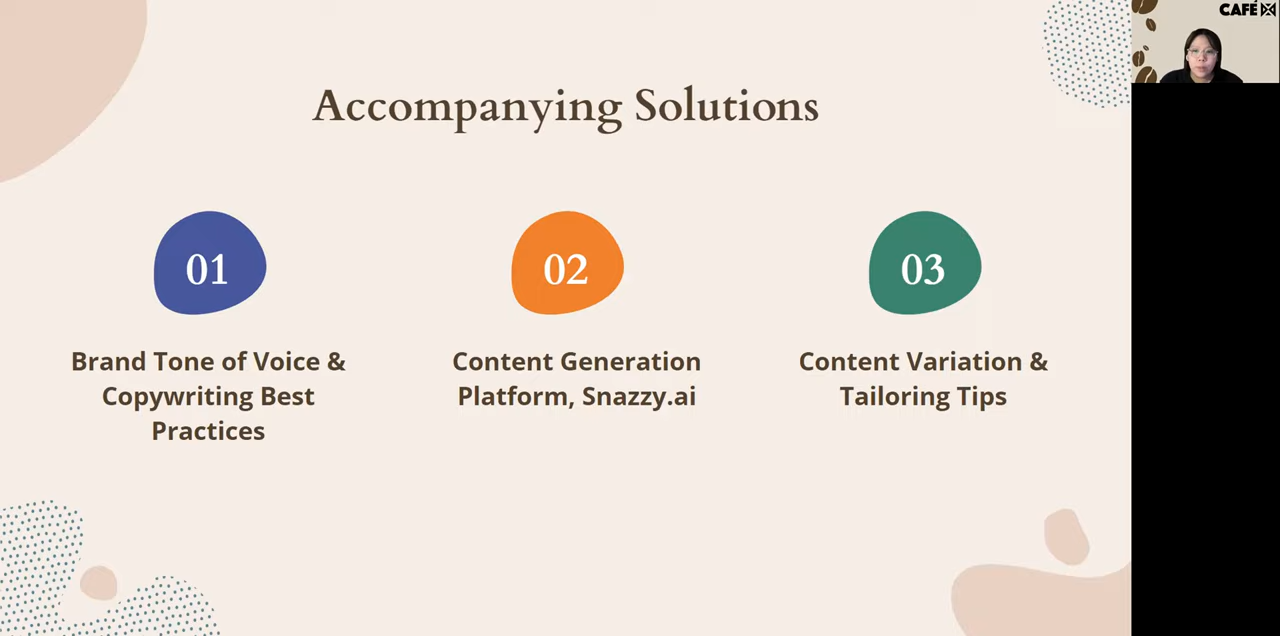 CAFÉ X
Accompanying Solutions
01
02
03
Brand Tone of Voice &
Copywriting Best
Practices
Content Generation
Platform, Snazzy.ai
Content Variation &
Tailoring Tips